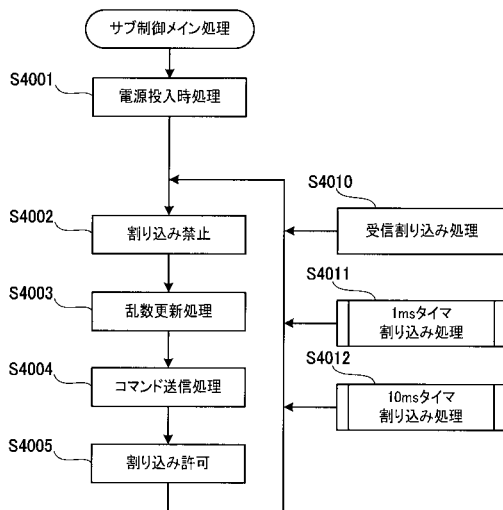 サブ制御メイン処理
S4001
電源投入時処理
S4010
受信割り込み処理
S4002
割り込み禁止
S4011
1msタイマ
割り込み処理
S4003
乱数更新処理
S4012
10msタイマ
割り込み処理
S4004
コマンド送信処理
S4005
割り込み許可